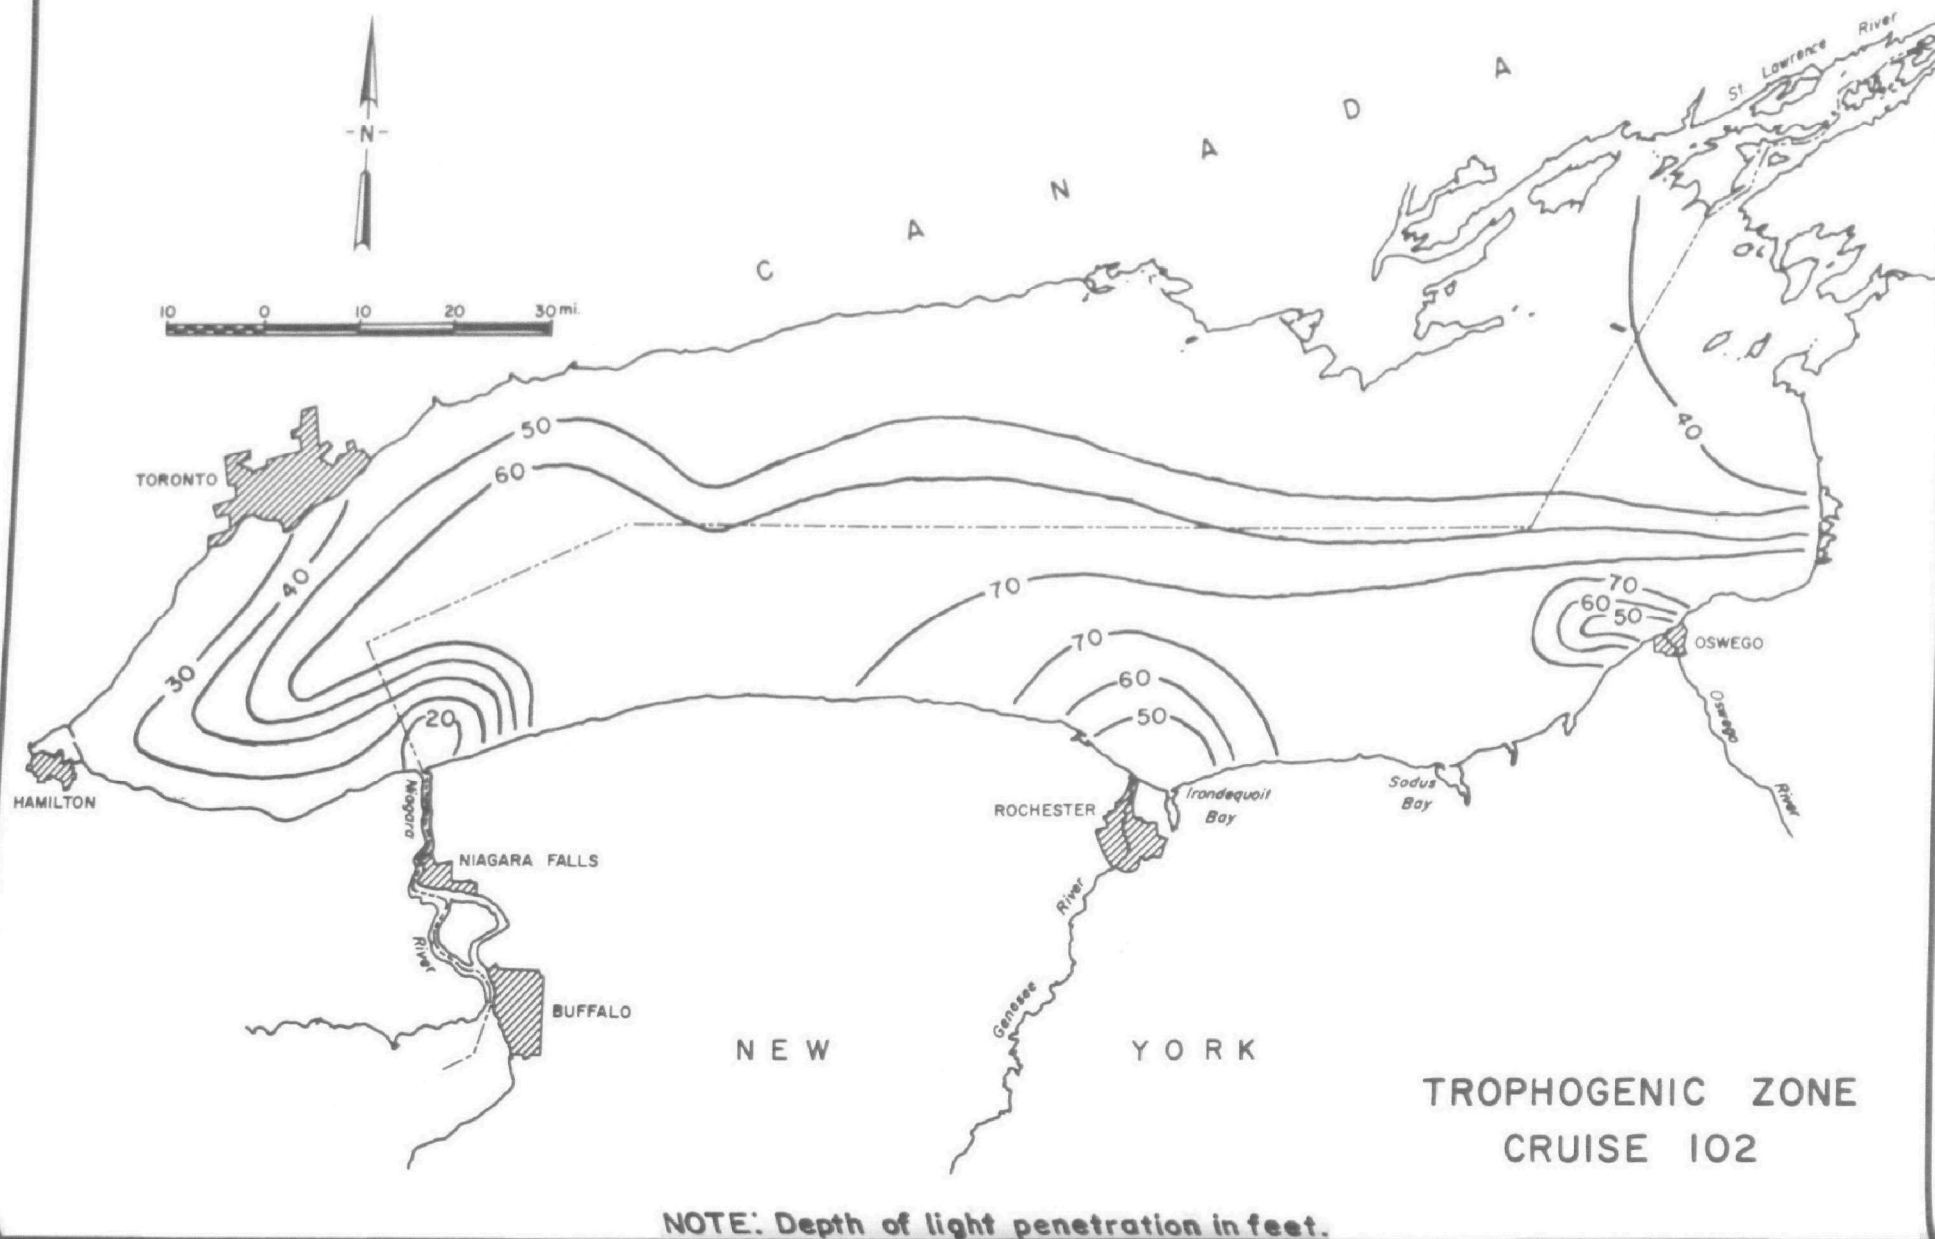 St. Lawrence River
C A N A D A
N
10 0 10 20 30 mi.
50
TORONTO
60
40
40
70
70
60
50
OSWEGO
70
30
60
20
50
HAMILTON
Niagara
River
NIAGARA FALLS
ROCHESTER
Irondequoit
Bay
Sodus
Bay
Oswego
River
Genesee
River
BUFFALO
NEW YORK
TROPHOGENIC ZONE
CRUISE 102
NOTE: Depth of light penetration in feet.